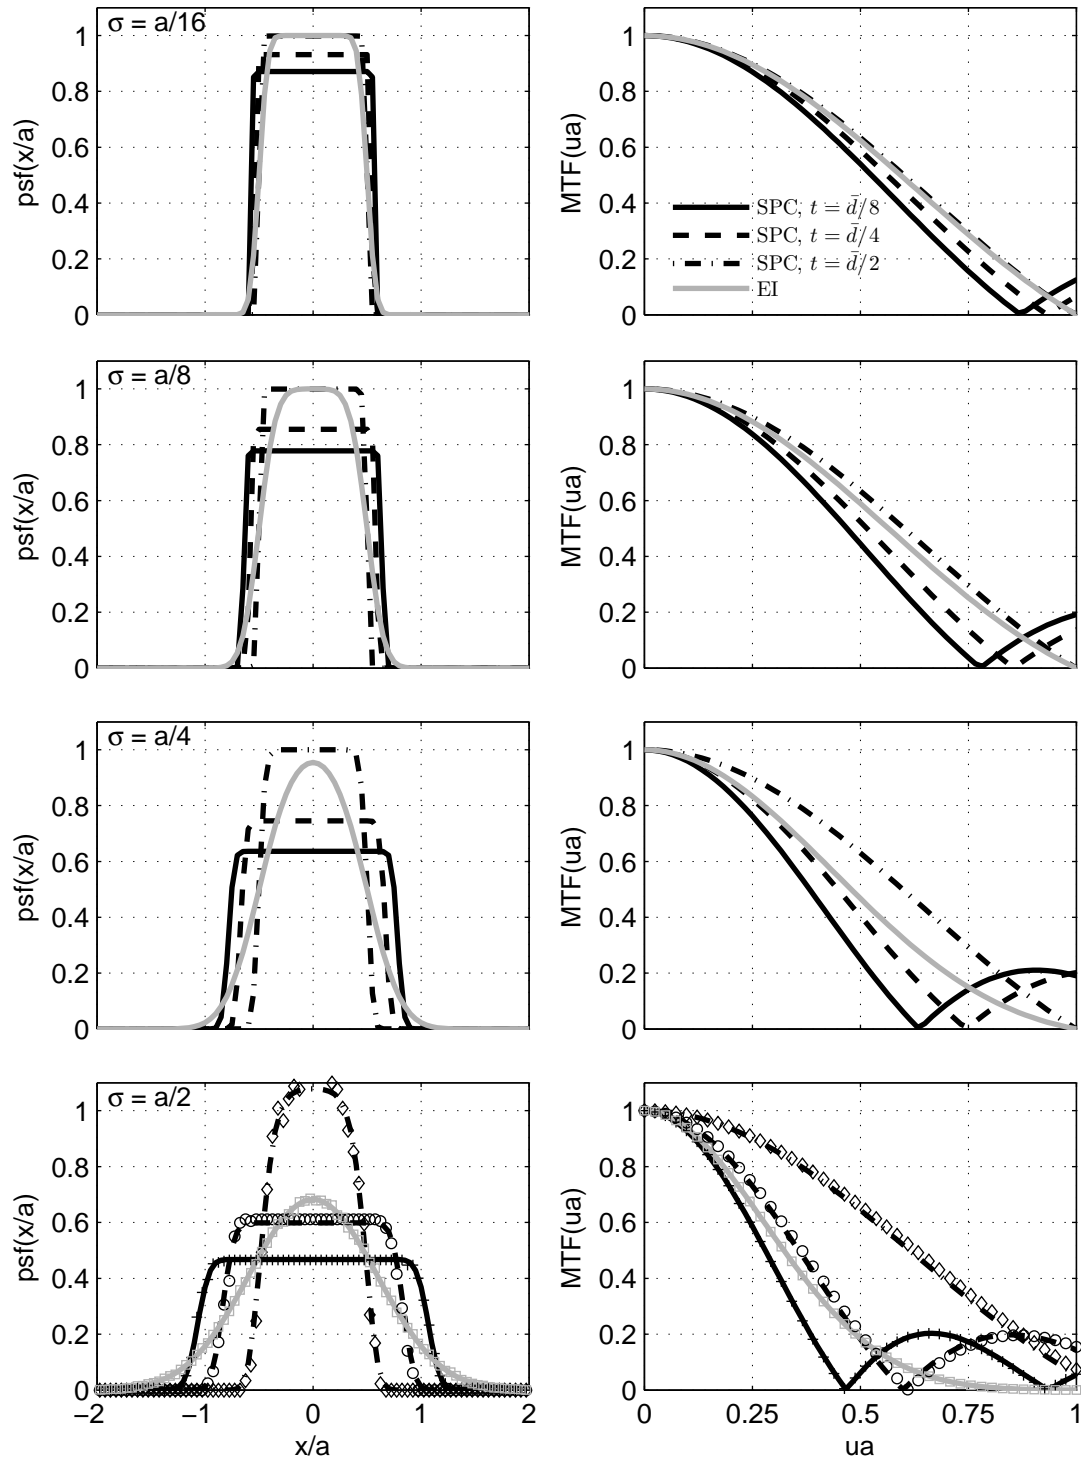 σ = a/16
psf(x/a)
1
0.8
0.6
0.4
0.2
0
MTF(ua)
1
0.8
0.6
0.4
0.2
0
SPC, t = d̄/8
SPC, t = d̄/4
SPC, t = d̄/2
EI
σ = a/8
psf(x/a)
1
0.8
0.6
0.4
0.2
0
MTF(ua)
1
0.8
0.6
0.4
0.2
0
σ = a/4
psf(x/a)
1
0.8
0.6
0.4
0.2
0
MTF(ua)
1
0.8
0.6
0.4
0.2
0
σ = a/2
psf(x/a)
1
0.8
0.6
0.4
0.2
0
−2 −1 0 1 2
x/a
MTF(ua)
1
0.8
0.6
0.4
0.2
0
0 0.25 0.5 0.75 1
ua